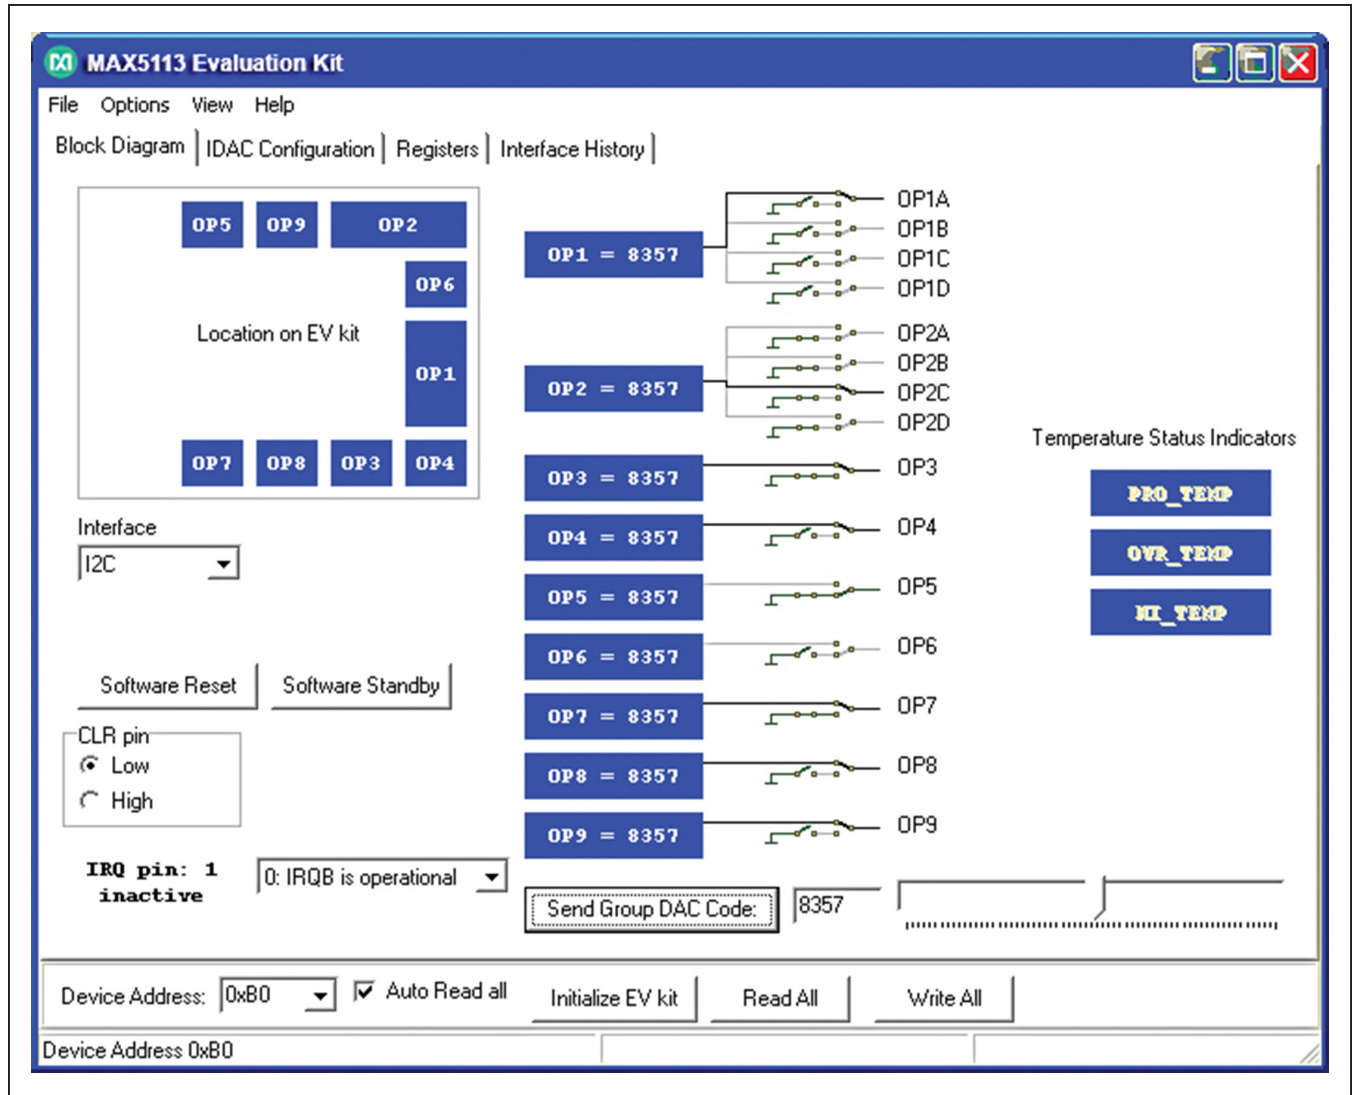 MAX5113 Evaluation Kit
File Options View Help
Block Diagram IDAC Configuration Registers Interface History
OP5 OP9 OP2
OP6
Location on EV kit
OP1
OP7 OP8 OP3 OP4
Interface
I2C
Software Reset Software Standby
CLR pin
Low
High
IRQ pin: 1
inactive
0: IRQB is operational
OP1 = 8357
OP1A
OP1B
OP1C
OP1D
OP2 = 8357
OP2A
OP2B
OP2C
OP2D
OP3 = 8357 OP3
OP4 = 8357 OP4
OP5 = 8357 OP5
OP6 = 8357 OP6
OP7 = 8357 OP7
OP8 = 8357 OP8
OP9 = 8357 OP9
Send Group DAC Code: 8357
Temperature Status Indicators
PRO_TEMP
OVR_TEMP
HI_TEMP
Device Address: 0xB0 Auto Read all Initialize EV kit Read All Write All
Device Address 0xB0